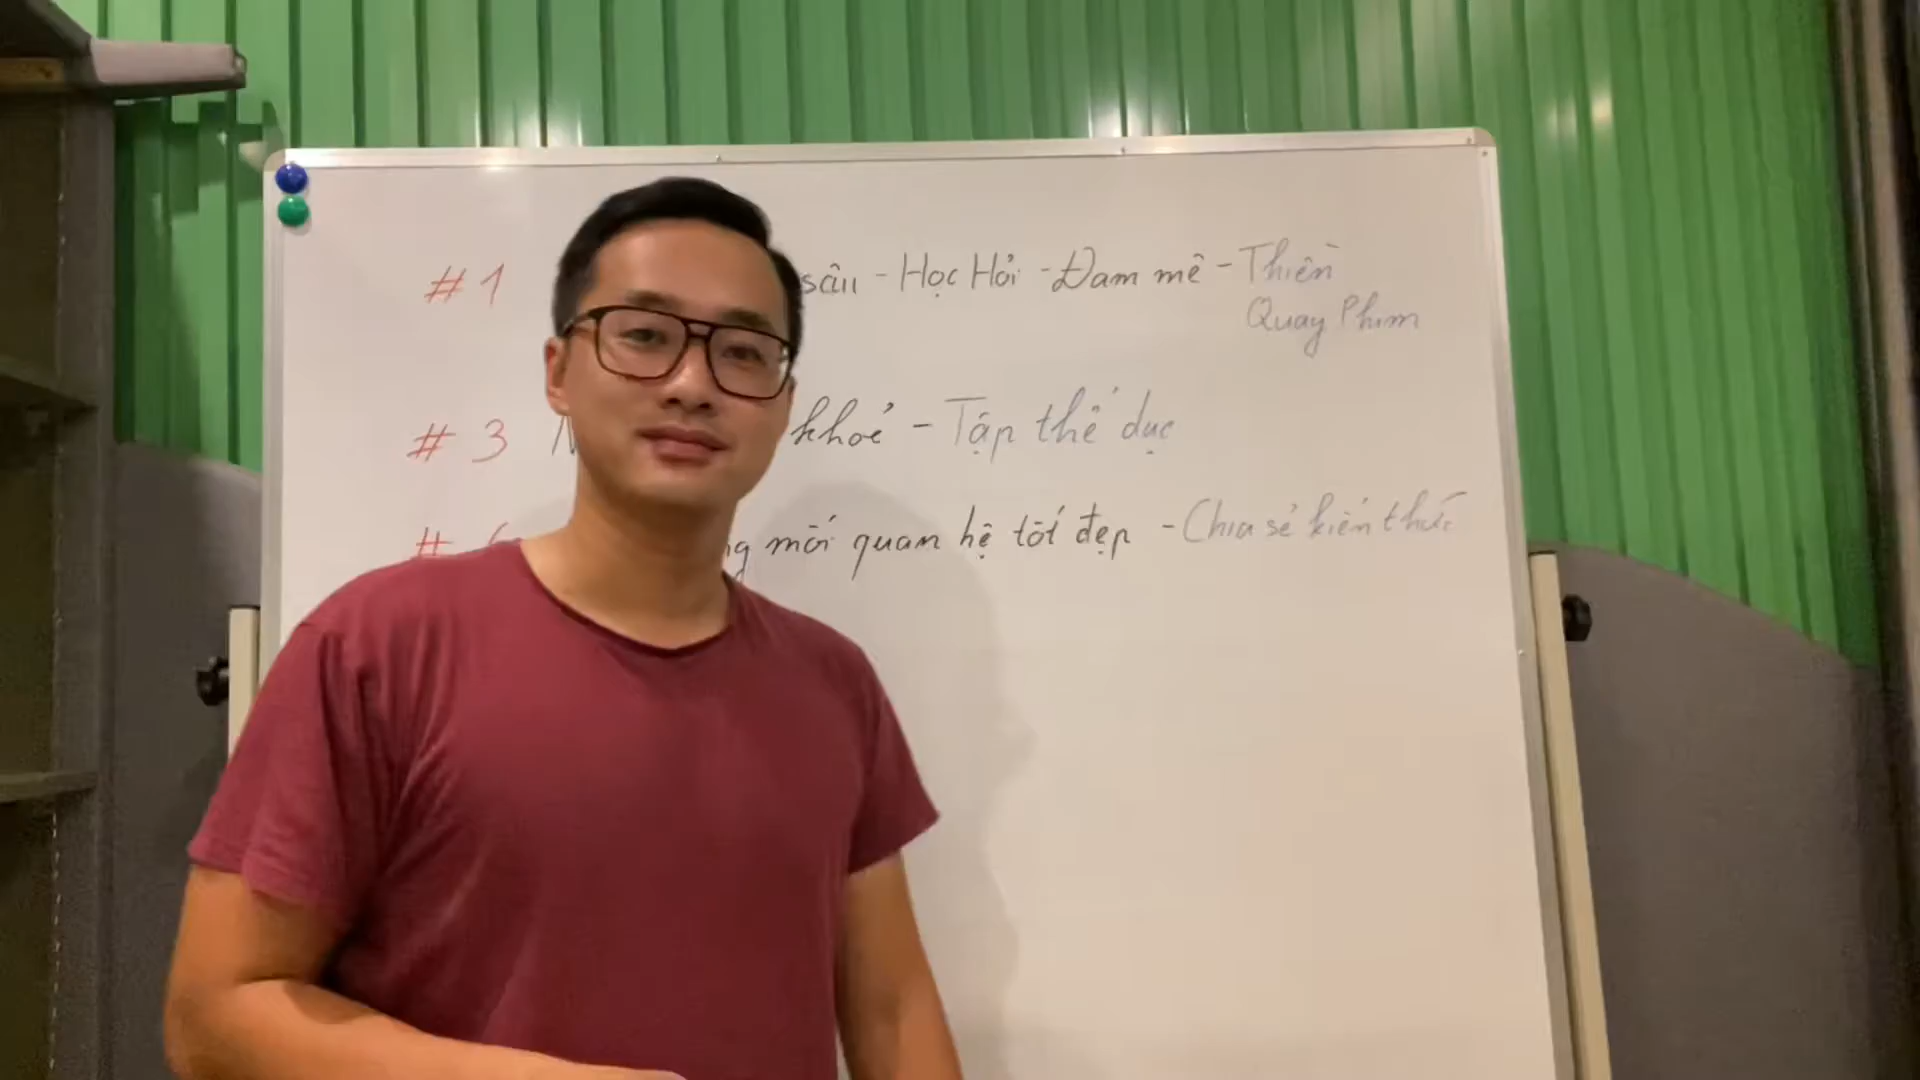 #1 sâu - Học Hỏi - Đam mê - Thiền
Quay Phim
#3 khoẻ - Tập thể dục
# mối quan hệ tốt đẹp - Chia sẻ kiến thức